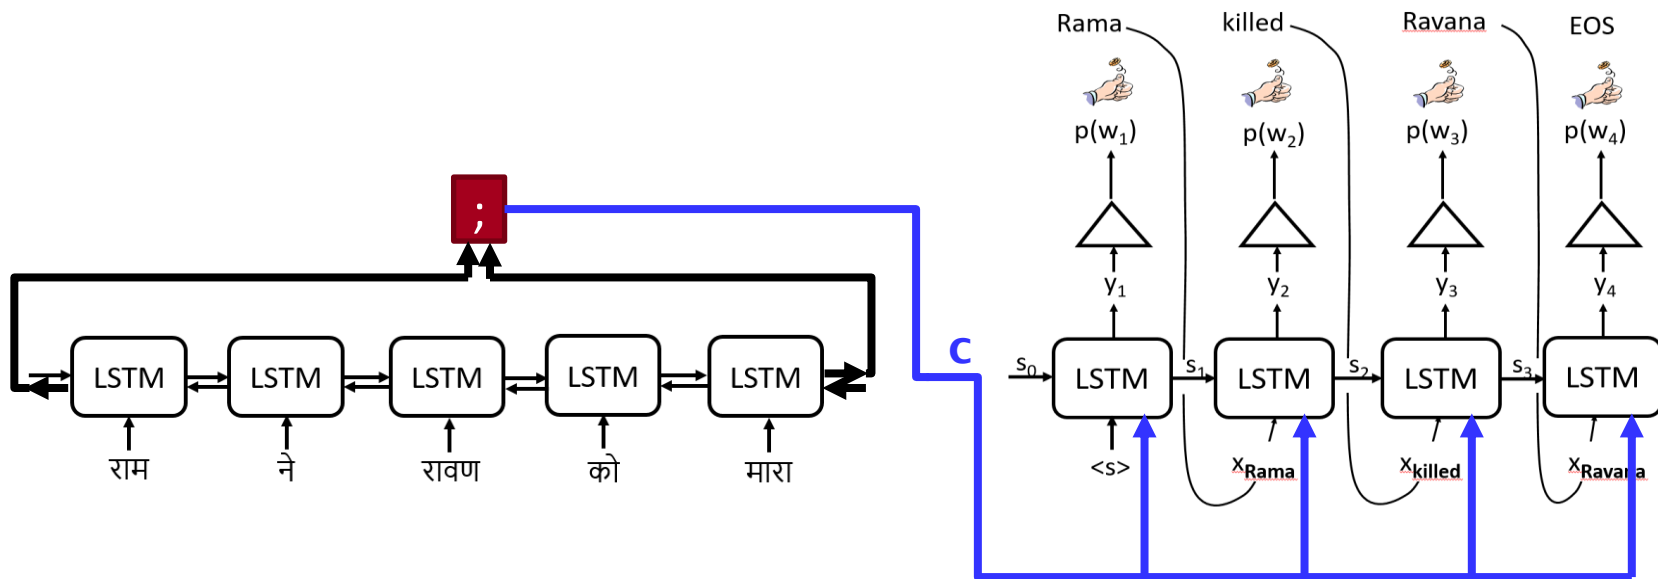 Rama killed Ravana EOS
p(w₁) p(w₂) p(w₃) p(w₄)
;
y₁ y₂ y₃ y₄
c
LSTM LSTM LSTM LSTM LSTM s₀ LSTM s₁ LSTM s₂ LSTM s₃ LSTM
राम ने रावण को मारा <s> xRama xkilled xRavana